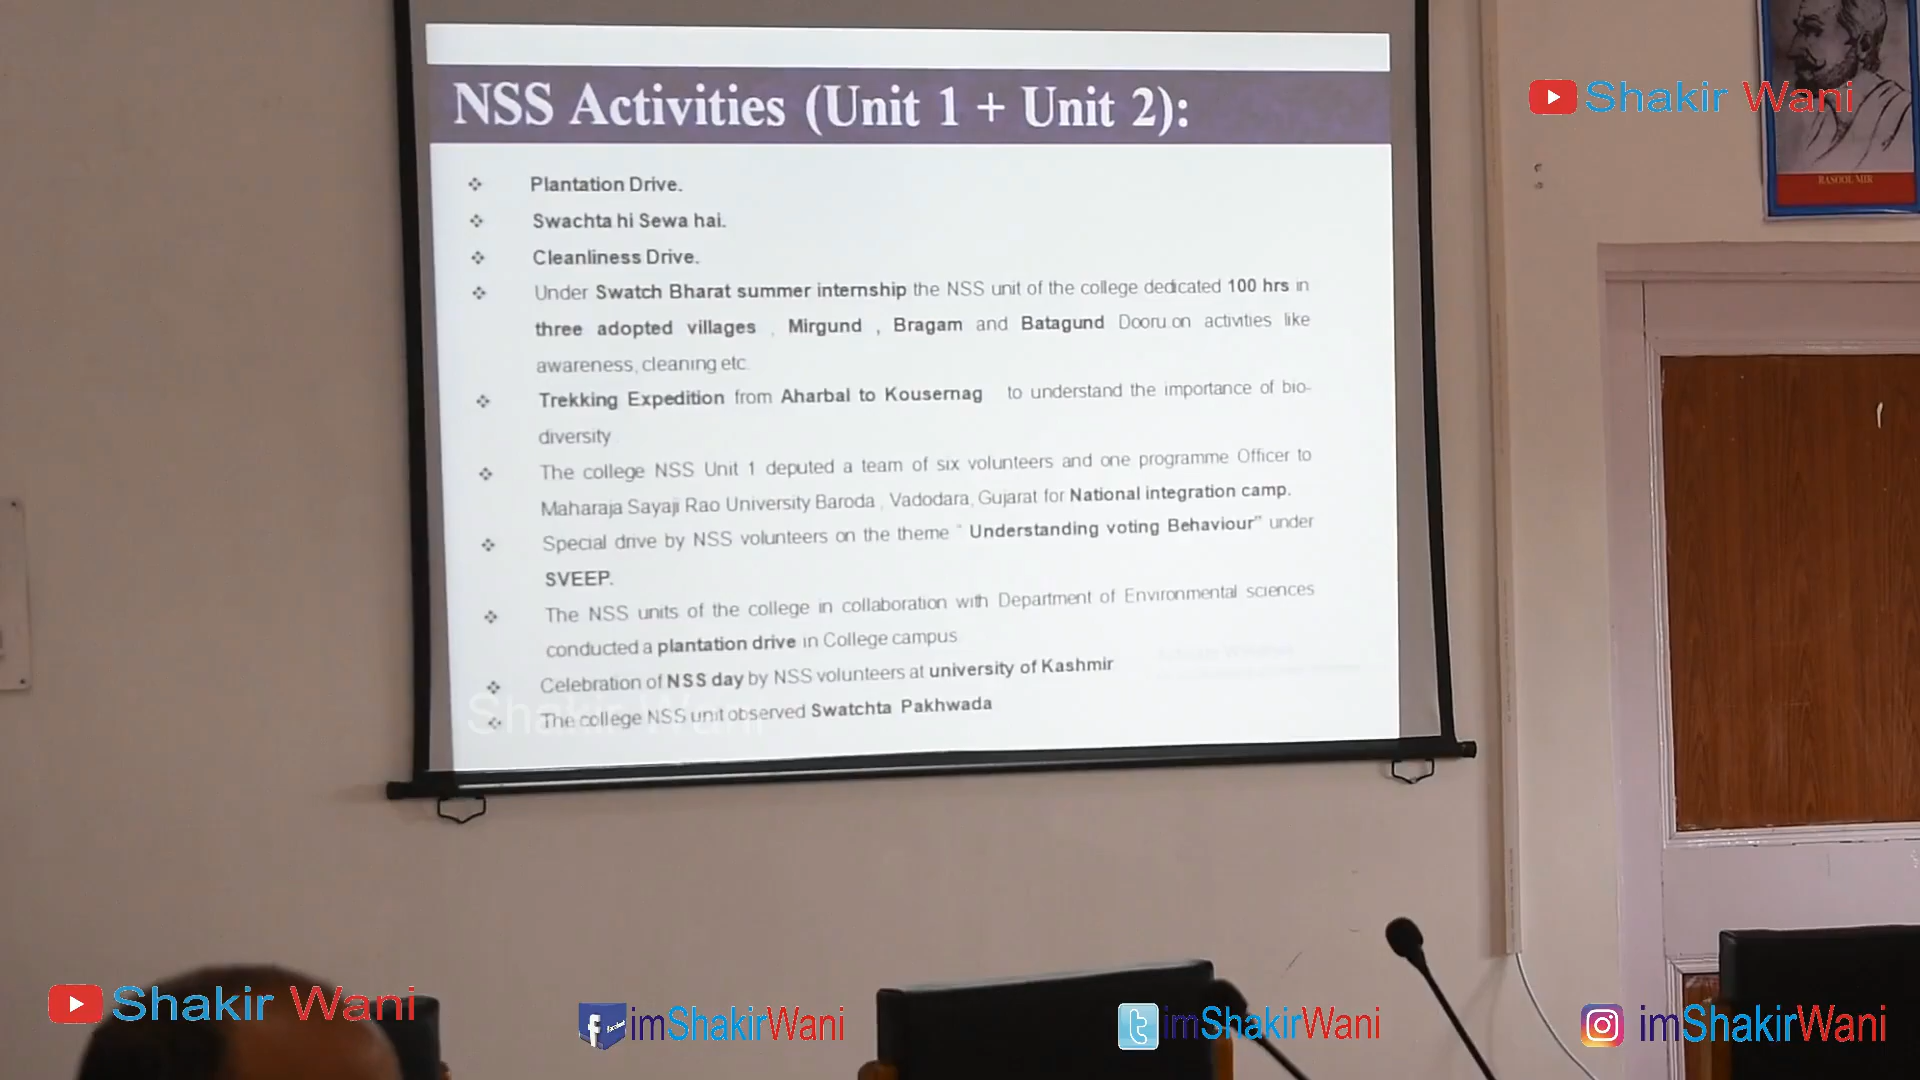 NSS Activities (Unit 1 + Unit 2):
Shakir Wani
RASOOL MIR
❖ Plantation Drive.
❖ Swachta hi Sewa hai.
❖ Cleanliness Drive.
❖ Under Swatch Bharat summer internship the NSS unit of the college dedicated 100 hrs in
three adopted villages , Mirgund , Bragam and Batagund Dooru.on activities like
awareness, cleaning etc.
❖ Trekking Expedition from Aharbal to Kousernag to understand the importance of bio-
diversity
❖ The college NSS Unit 1 deputed a team of six volunteers and one programme Officer to
Maharaja Sayaji Rao University Baroda , Vadodara, Gujarat for National integration camp.
❖ Special drive by NSS volunteers on the theme “ Understanding voting Behaviour” under
SVEEP.
❖ The NSS units of the college in collaboration with Department of Environmental sciences
conducted a plantation drive in College campus
❖ Celebration of NSS day by NSS volunteers at university of Kashmir
❖ The college NSS unit observed Swatchta Pakhwada
Shakir Wani
Shakir Wani
imShakirWani
imShakirWani
imShakirWani